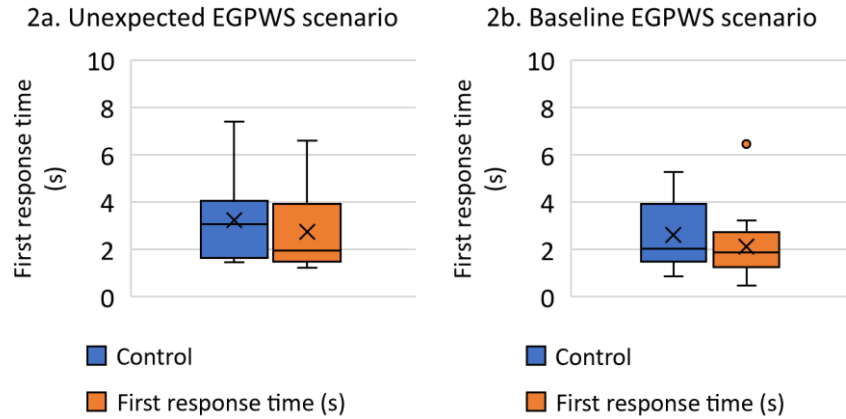 2a. Unexpected EGPWS scenario
First response time
(s)
10
8
6
4
2
0
Control
First response time (s)
2b. Baseline EGPWS scenario
First response time
(s)
10
8
6
4
2
0
Control
First response time (s)